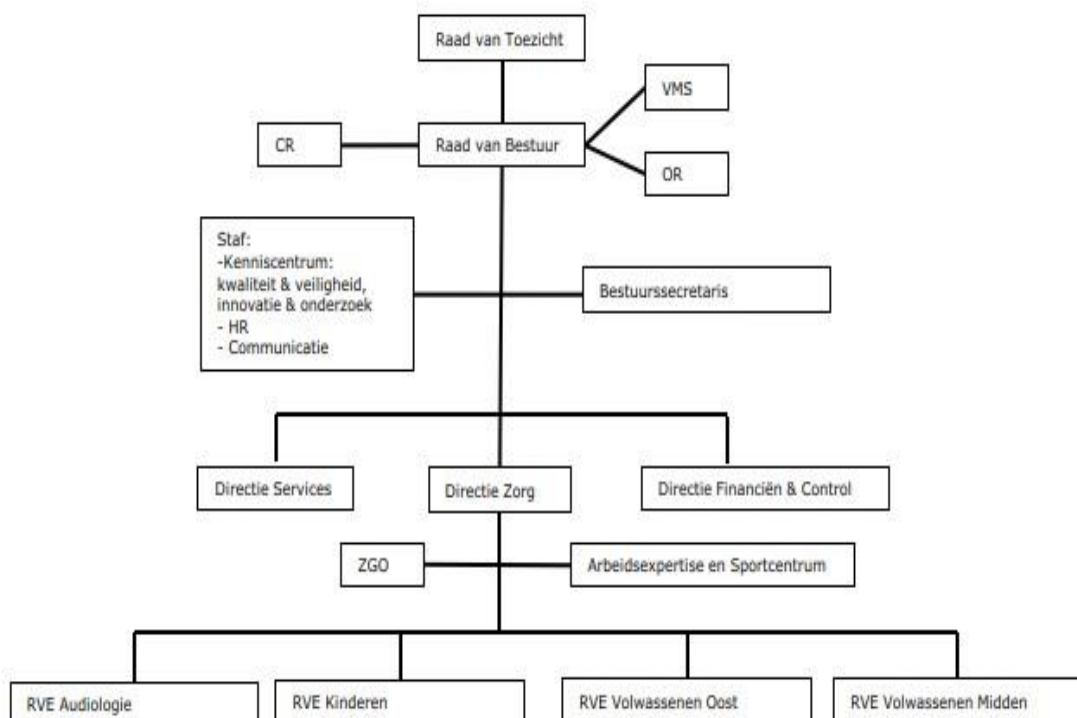 Raad van Toezicht
VMS
CR
Raad van Bestuur
OR
Staf:
-Kenniscentrum:
kwaliteit & veiligheid,
innovatie & onderzoek
- HR
- Communicatie
Bestuurssecretaris
Directie Services
Directie Zorg
Directie Financiën & Control
ZGO
Arbeidsexpertise en Sportcentrum
RVE Audiologie
RVE Kinderen
RVE Volwassenen Oost
RVE Volwassenen Midden